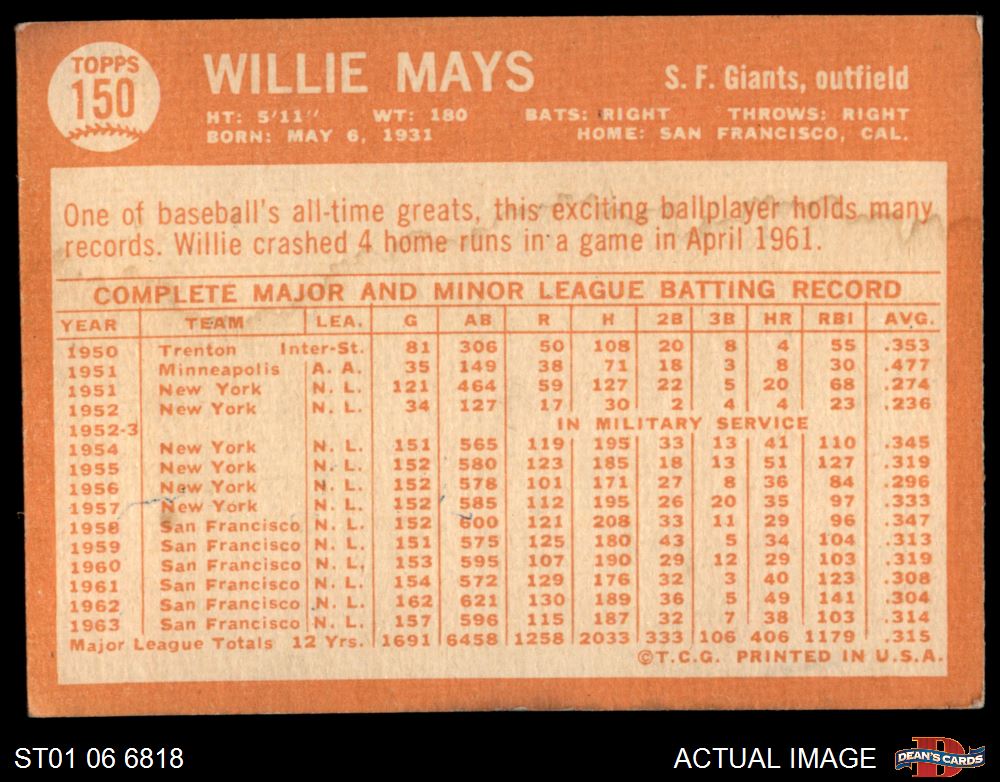 TOPPS
150
WILLIE MAYS
S. F. Giants, outfield
HT: 5'11" WT: 180 BATS: RIGHT THROWS: RIGHT
BORN: MAY 6, 1931 HOME: SAN FRANCISCO, CAL.
One of baseball's all-time greats, this exciting ballplayer holds many
records. Willie crashed 4 home runs in a game in April 1961.
COMPLETE MAJOR AND MINOR LEAGUE BATTING RECORD
YEAR TEAM LEA. G AB R H 2B 3B HR RBI AVG.
1950 Trenton Inter-St. 81 306 50 108 20 8 4 55 .353
1951 Minneapolis A. A. 35 149 38 71 18 3 8 30 .477
1951 New York N. L. 121 464 59 127 22 5 20 68 .274
1952 New York N. L. 34 127 17 30 2 4 4 23 .236
1952-3 IN MILITARY SERVICE
1954 New York N. L. 151 565 119 195 33 13 41 110 .345
1955 New York N. L. 152 580 123 185 18 13 51 127 .319
1956 New York N. L. 152 578 101 171 27 8 36 84 .296
1957 New York N. L. 152 585 112 195 26 20 35 97 .333
1958 San Francisco N. L. 152 600 121 208 33 11 29 96 .347
1959 San Francisco N. L. 151 575 125 180 43 5 34 104 .313
1960 San Francisco N. L. 153 595 107 190 29 12 29 103 .319
1961 San Francisco N. L. 154 572 129 176 32 3 40 123 .308
1962 San Francisco N. L. 162 621 130 189 36 5 49 141 .304
1963 San Francisco N. L. 157 596 115 187 32 7 38 103 .314
Major League Totals 12 Yrs. 1691 6458 1258 2033 333 106 406 1179 .315
©T.C.G. PRINTED IN U.S.A.
ST01 06 6818
ACTUAL IMAGE
D
DEAN'S CARDS